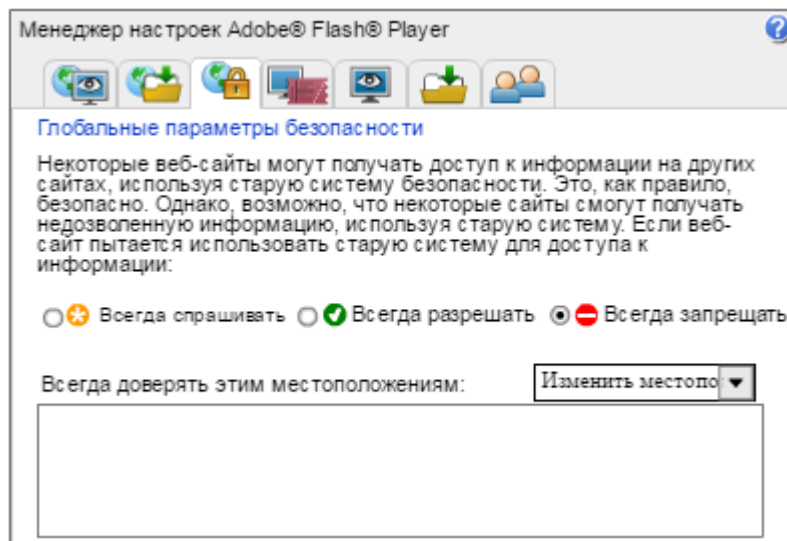 Менеджер настроек Adobe® Flash® Player
Глобальные параметры безопасности
Некоторые веб-сайты могут получать доступ к информации на других
сайтах, используя старую систему безопасности. Это, как правило,
безопасно. Однако, возможно, что некоторые сайты смогут получать
недозволенную информацию, используя старую систему. Если веб-
сайт пытается использовать старую систему для доступа к
информации:
Всегда спрашивать Всегда разрешать Всегда запрещать
Всегда доверять этим местоположениям: Изменить